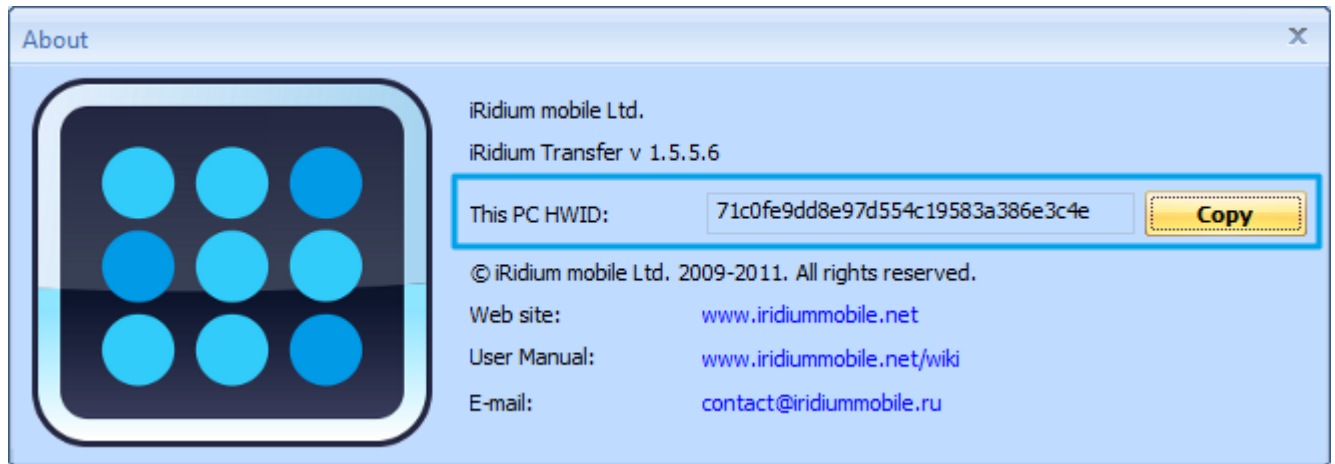 About
iRidium mobile Ltd.
iRidium Transfer v 1.5.5.6
This PC HWID: 71c0fe9dd8e97d554c19583a386e3c4e Copy
© iRidium mobile Ltd. 2009-2011. All rights reserved.
Web site: www.iridiummobile.net
User Manual: www.iridiummobile.net/wiki
E-mail: contact@iridiummobile.ru